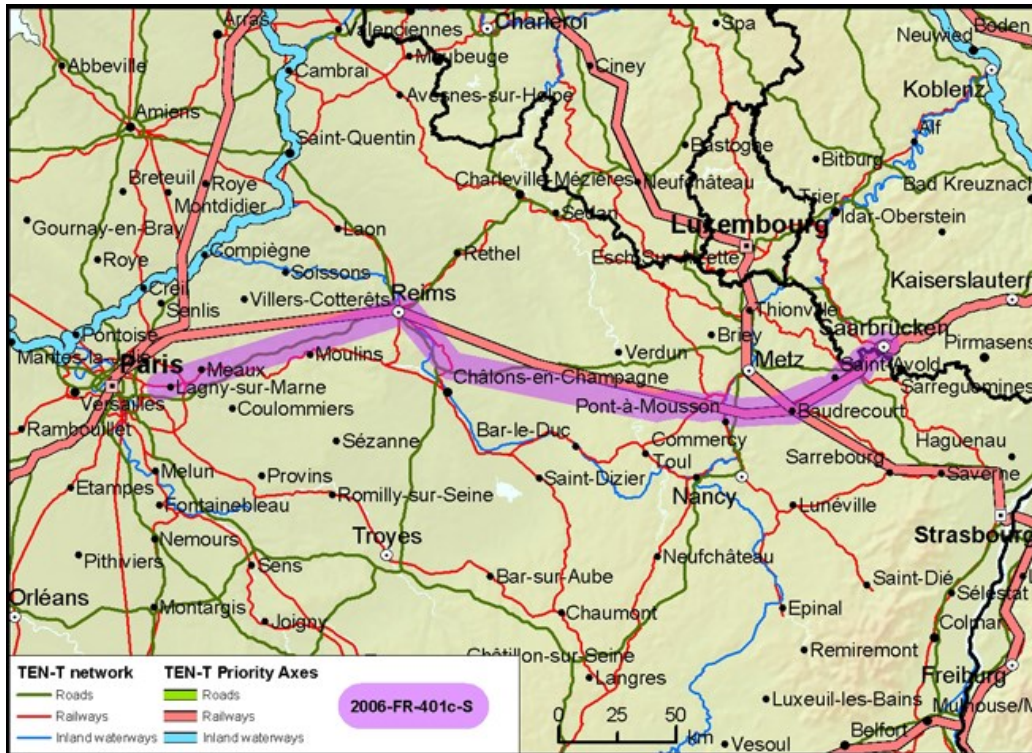 Arras
Valenciennes
Charleroi
Spa
Neuwied
Boden
Abbeville
Cambrai
Maubeuge
Ciney
Koblenz
Avesnes-sur-Helpe
Amiens
Saint-Quentin
Bastogne
Alf
Bitburg
Breteuil
Roye
Charleville-Mézières
Neufchâteau
Trier
Bad Kreuznach
Montdidier
Sedan
Idar-Oberstein
Gournay-en-Bray
Laon
Luxembourg
Roye
Compiègne
Rethel
Esch-Sur-Alzette
Soissons
Kaiserslauterr
Creil
Villers-Cotterêts
Reims
Senlis
Thionville
Pontoise
Briey
Saarbrücken
Mantes-la
Paris
Moulins
Verdun
Metz
Pirmasens
Meaux
Saint-Avold
Lagny-sur-Marne
Châlons-en-Champagne
Sarreguemines
Versailles
Coulommiers
Pont-à-Mousson
Baudrecourt
Rambouillet
Sézanne
Bar-le-Duc
Commercy
Haguenau
Toul
Sarrebourg
Melun
Provins
Saint-Dizier
Saverne
Etampes
Romilly-sur-Seine
Nancy
Lunéville
Fontainebleau
Strasbourg
Nemours
Troyes
Pithiviers
Sens
Neufchâteau
Bar-sur-Aube
Saint-Dié
Sélestat
Orléans
Montargis
Joigny
Chaumont
Epinal
Colmar
Châtillon-sur-Seine
Remiremont
Langres
Freiburg
Luxeuil-les-Bains
Mulhouse/M
Belfort
Vesoul
TEN-T network
Roads
Railways
Inland waterways
TEN-T Priority Axes
Roads
Railways
Inland waterways
2006-FR-401c-S
0 25 50
km